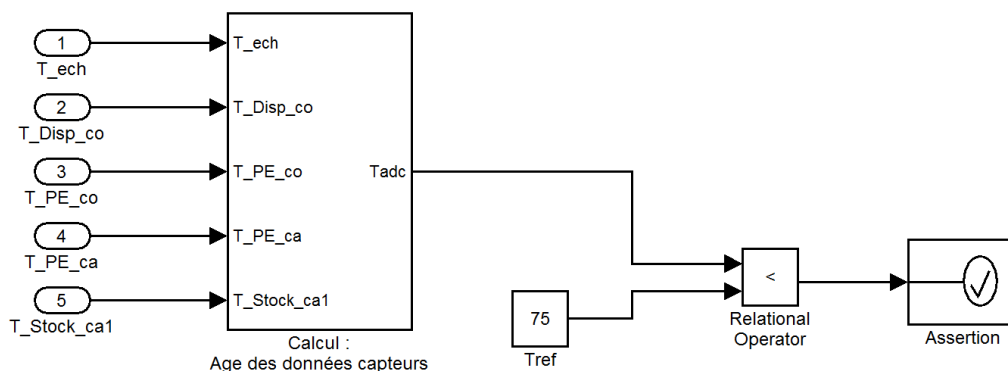 1
T_ech
2
T_Disp_co
3
T_PE_co
4
T_PE_ca
5
T_Stock_ca1
T_ech
T_Disp_co
T_PE_co
T_PE_ca
T_Stock_ca1
Tadc
Calcul :
Age des données capteurs
75
Tref
<
Relational
Operator
Assertion